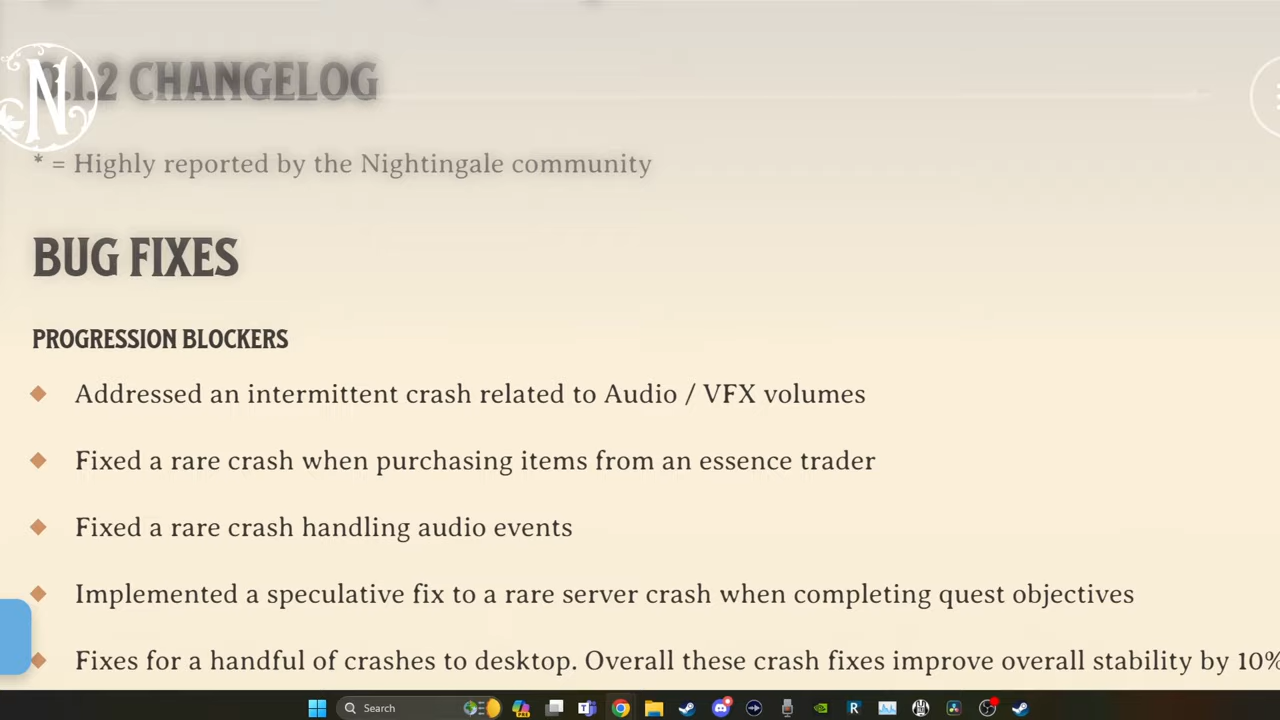 .1.2 CHANGELOG
* = Highly reported by the Nightingale community
BUG FIXES
PROGRESSION BLOCKERS
Addressed an intermittent crash related to Audio / VFX volumes
Fixed a rare crash when purchasing items from an essence trader
Fixed a rare crash handling audio events
Implemented a speculative fix to a rare server crash when completing quest objectives
Fixes for a handful of crashes to desktop. Overall these crash fixes improve overall stability by 10%
Search